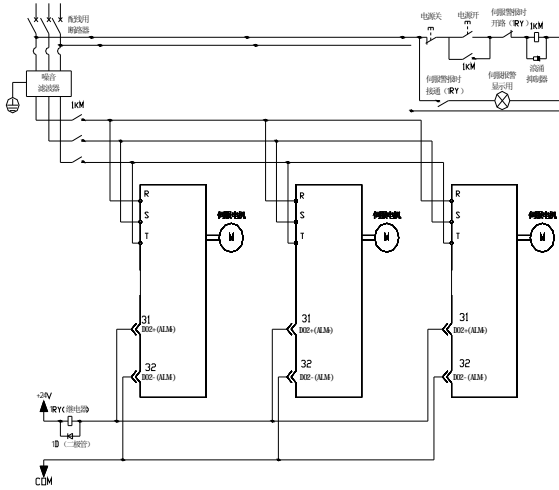 配线用
断路器
电源关
电源开
伺服警报时
开路（1RY）
1KM
1KM
浪涌
抑制器
噪音
滤波器
伺服警报时
接通（1RY）
伺服报警
显示用
1KM
R
S
T
伺服电机
M
R
S
T
伺服电机
M
R
S
T
伺服电机
M
31
DO2+(ALM+)
32
DO2-(ALM-)
31
DO2+(ALM+)
32
DO2-(ALM-)
31
DO2+(ALM+)
32
DO2-(ALM-)
+24V
1RY(继电器)
1D（二极管）
COM